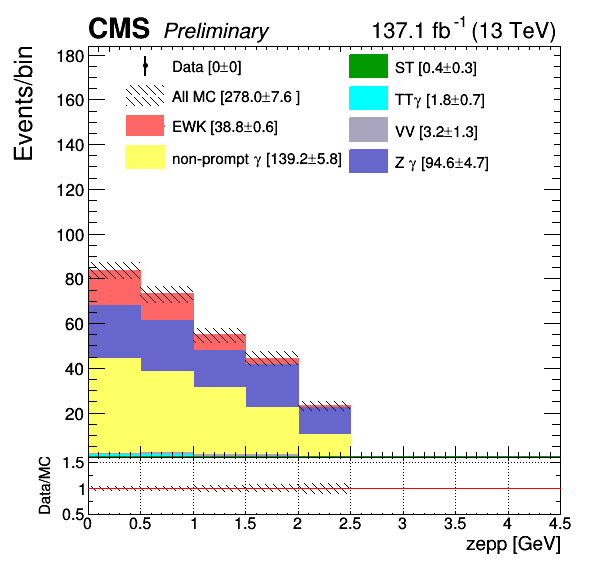 CMS Preliminary 137.1 fb⁻¹ (13 TeV)
Events/bin
180
160
140
120
100
80
60
40
20
Data [0±0]
All MC [278.0±7.6 ]
EWK [38.8±0.6]
non-prompt γ [139.2±5.8]
ST [0.4±0.3]
TTγ [1.8±0.7]
VV [3.2±1.3]
Z γ [94.6±4.7]
Data/MC
1.5
1
0.5
0 0.5 1 1.5 2 2.5 3 3.5 4 4.5
zepp [GeV]